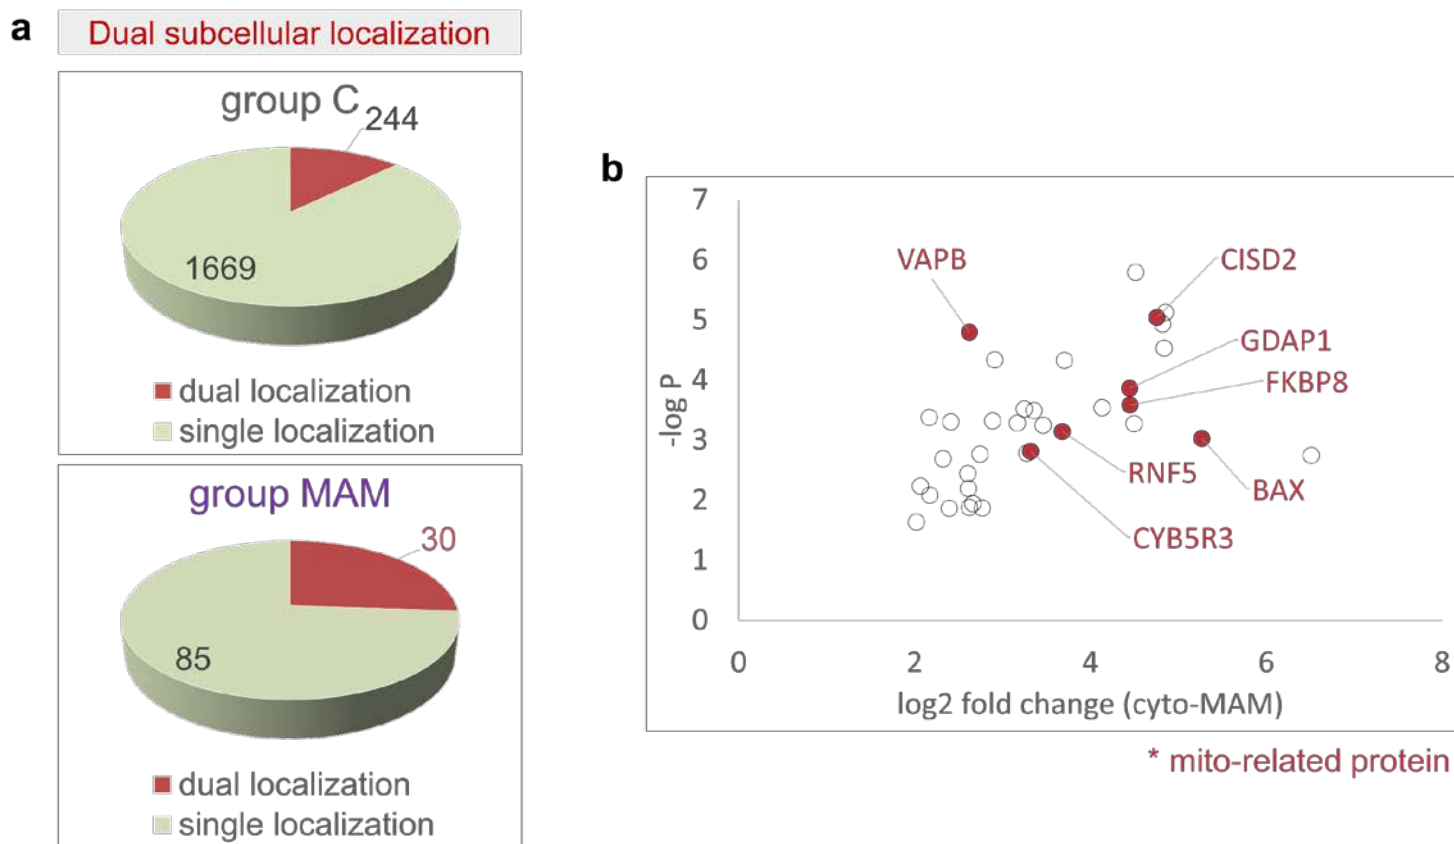 a
Dual subcellular localization
group C
244
1669
dual localization
single localization
group MAM
30
85
dual localization
single localization
b
7
6
5
4
3
2
1
0
-log P
VAPB
CISD2
GDAP1
FKBP8
RNF5
BAX
CYB5R3
0 2 4 6 8
log2 fold change (cyto-MAM)
* mito-related protein